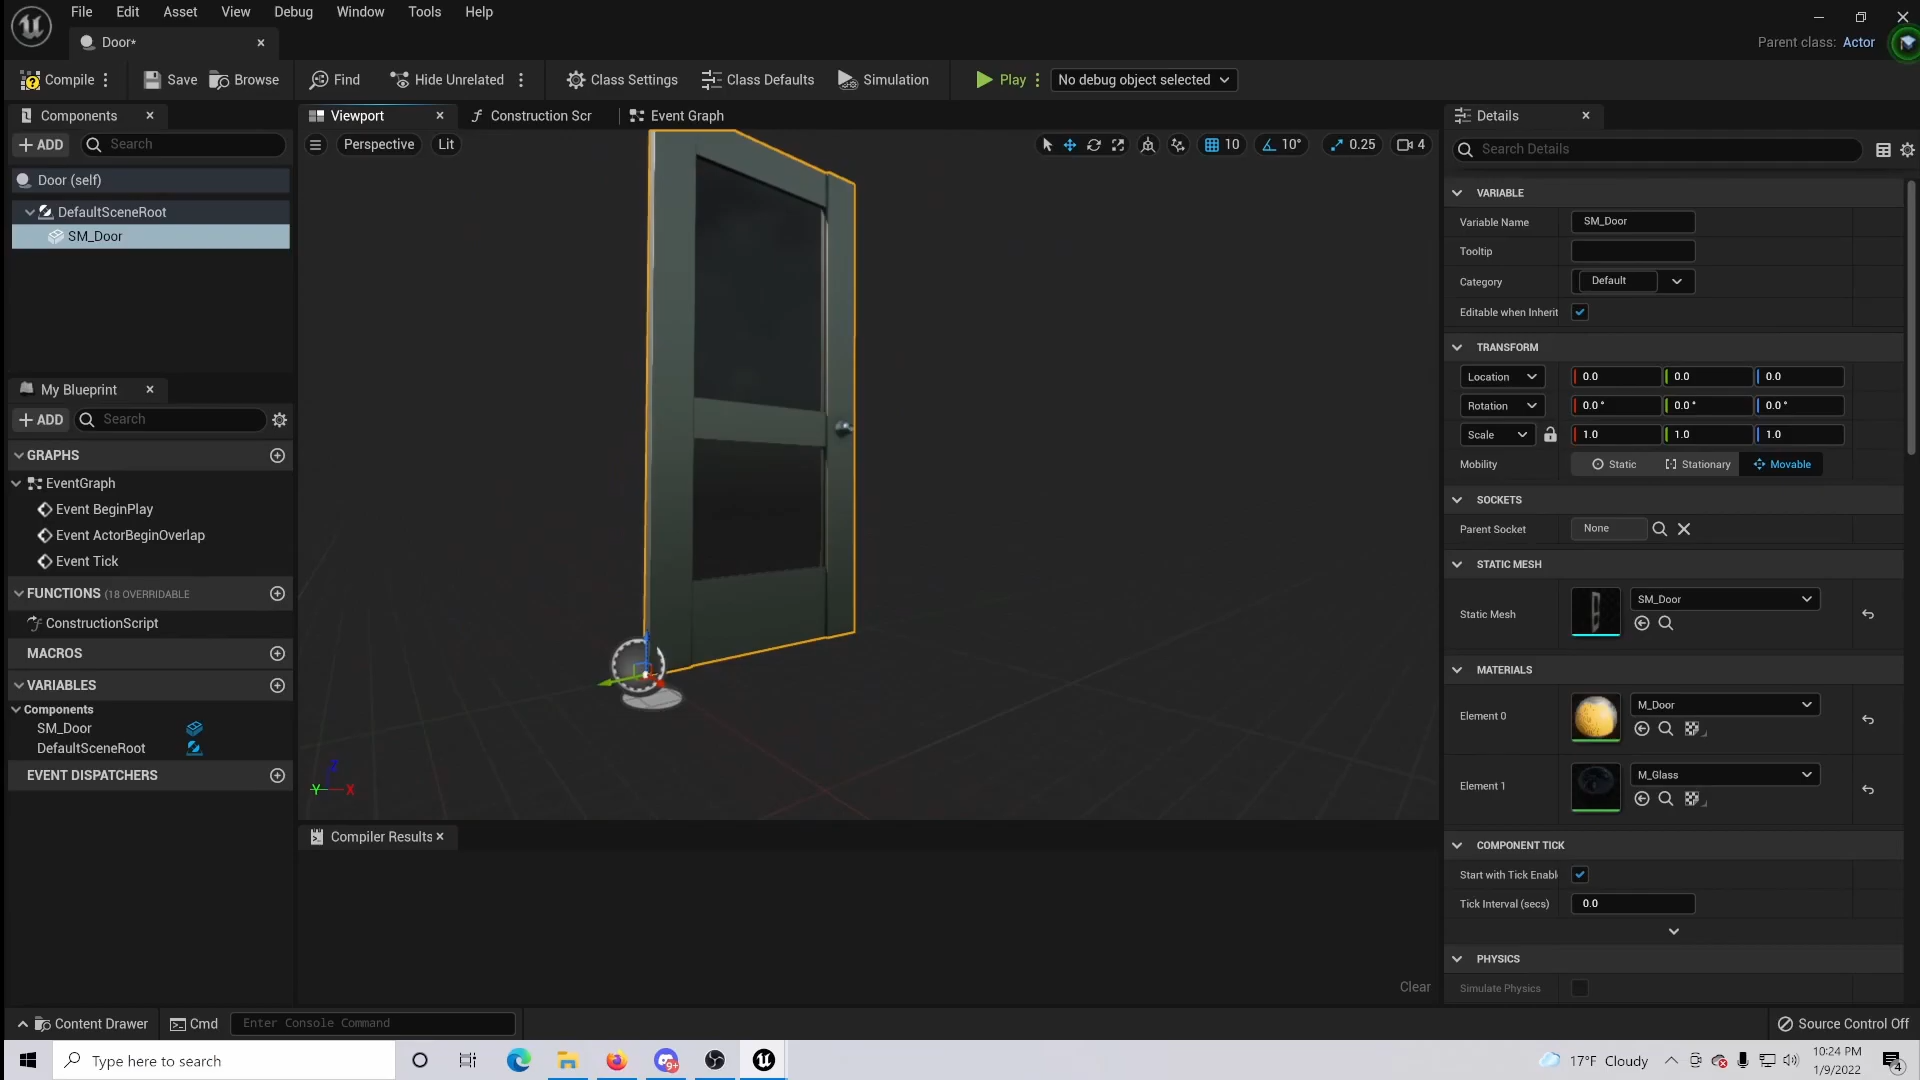 File Edit Asset View Debug Window Tools Help
Door*
Parent class: Actor
Compile Save Browse Find Hide Unrelated Class Settings Class Defaults Simulation Play No debug object selected
Components Viewport Construction Scr Event Graph Details
ADD Search Perspective Lit 10 10° 0.25 4 Search Details
Door (self)
DefaultSceneRoot
SM_Door
My Blueprint
ADD Search
GRAPHS
EventGraph
Event BeginPlay
Event ActorBeginOverlap
Event Tick
FUNCTIONS (18 OVERRIDABLE
ConstructionScript
MACROS
VARIABLES
Components
SM_Door
DefaultSceneRoot
EVENT DISPATCHERS
Z
Y X
Compiler Results
Clear
VARIABLE
Variable Name SM_Door
Tooltip
Category Default
Editable when Inherit
TRANSFORM
Location 0.0 0.0 0.0
Rotation 0.0 ° 0.0 ° 0.0 °
Scale 1.0 1.0 1.0
Mobility Static Stationary Movable
SOCKETS
Parent Socket None
STATIC MESH
Static Mesh SM_Door
MATERIALS
Element 0 M_Door
Element 1 M_Glass
COMPONENT TICK
Start with Tick Enabl
Tick Interval (secs) 0.0
PHYSICS
Simulate Physics
Content Drawer Cmd Enter Console Command Source Control Off
Type here to search 9+ 17°F Cloudy 10:24 PM
1/9/2022 4